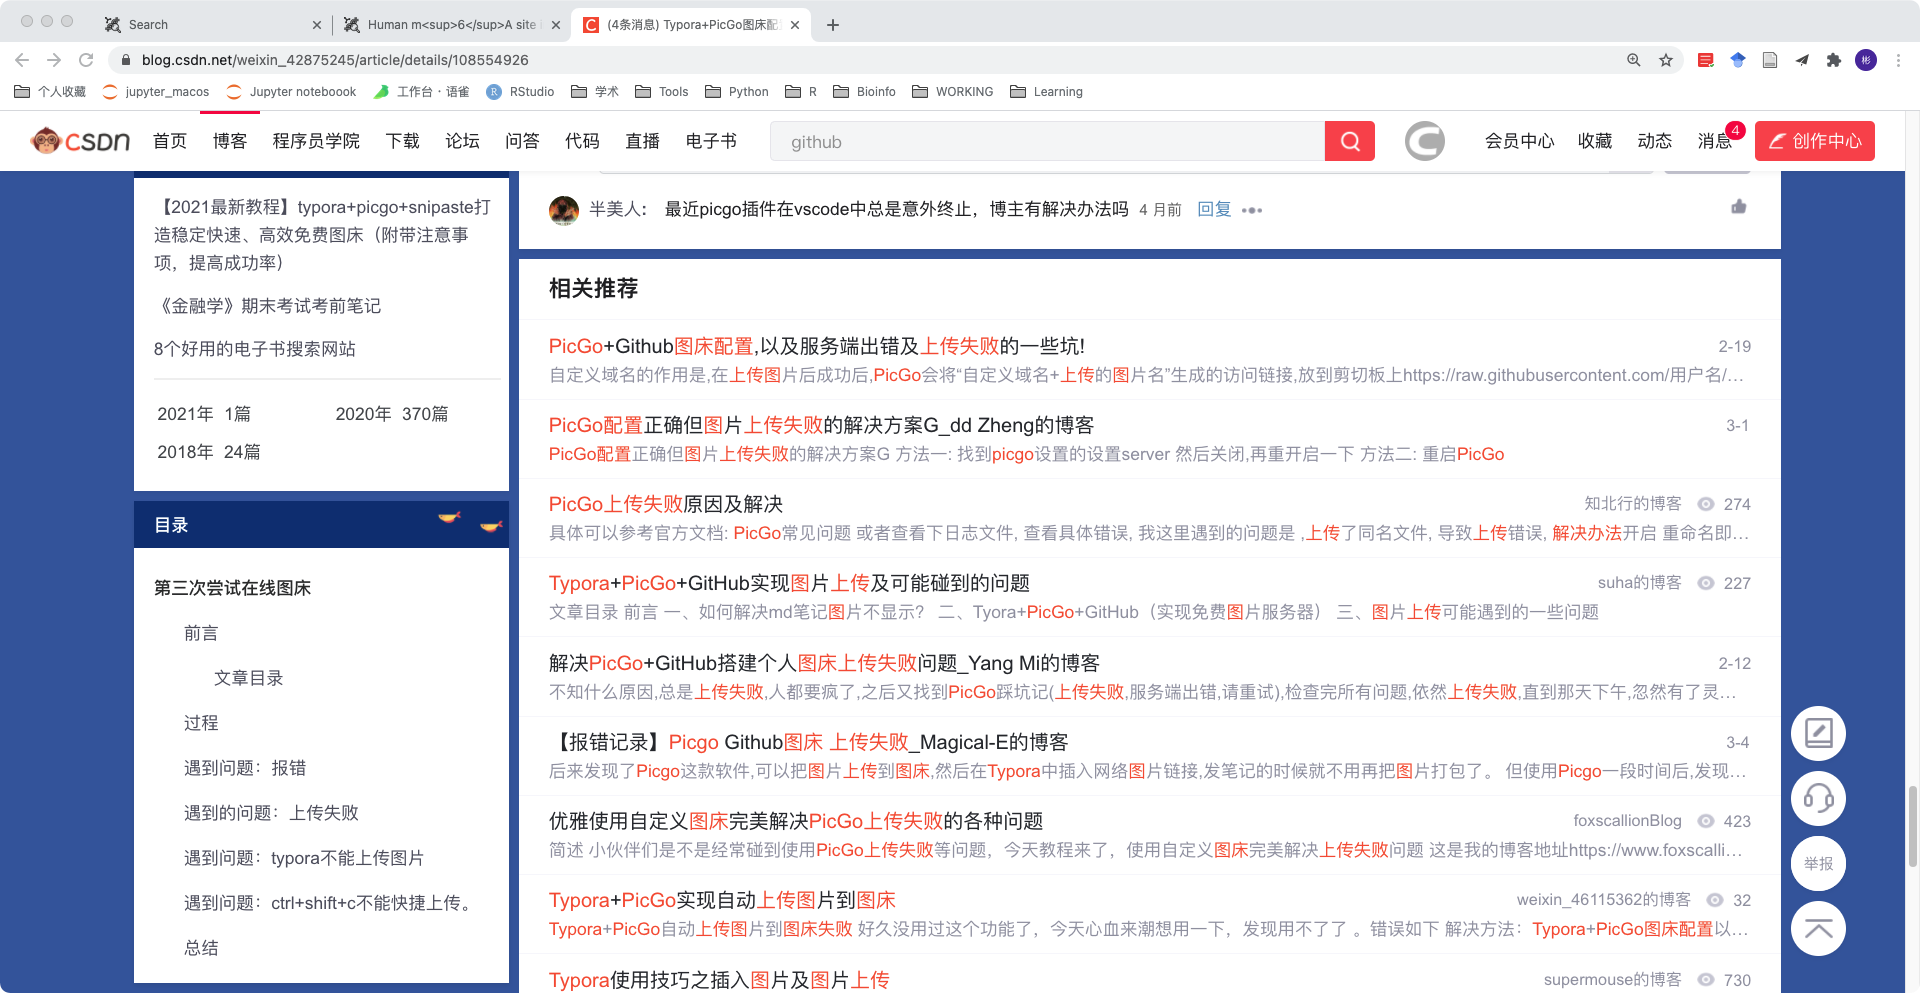 Search
Human m<sup>6</sup>A site
(4条消息) Typora+PicGo图床配
blog.csdn.net/weixin_42875245/article/details/108554926
彬
个人收藏
jupyter_macos
Jupyter noteboook
工作台 · 语雀
RStudio
学术
Tools
Python
R
Bioinfo
WORKING
Learning
CSDN
首页
博客
程序员学院
下载
论坛
问答
代码
直播
电子书
github
会员中心
收藏
动态
消息
4
创作中心
【2021最新教程】typora+picgo+snipaste打
造稳定快速、高效免费图床（附带注意事
项，提高成功率）
《金融学》期末考试考前笔记
8个好用的电子书搜索网站
2021年 1篇
2020年 370篇
2018年 24篇
目录
第三次尝试在线图床
前言
文章目录
过程
遇到问题：报错
遇到的问题：上传失败
遇到问题：typora不能上传图片
遇到问题：ctrl+shift+c不能快捷上传。
总结
半美人： 最近picgo插件在vscode中总是意外终止，博主有解决办法吗 4 月前 回复
相关推荐
PicGo+Github图床配置,以及服务端出错及上传失败的一些坑!
2-19
自定义域名的作用是,在上传图片后成功后,PicGo会将“自定义域名+上传的图片名”生成的访问链接,放到剪切板上https://raw.githubusercontent.com/用户名/...
PicGo配置正确但图片上传失败的解决方案G_dd Zheng的博客
3-1
PicGo配置正确但图片上传失败的解决方案G 方法一: 找到picgo设置的设置server 然后关闭,再重开启一下 方法二: 重启PicGo
PicGo上传失败原因及解决
知北行的博客 274
具体可以参考官方文档: PicGo常见问题 或者查看下日志文件, 查看具体错误, 我这里遇到的问题是 ,上传了同名文件, 导致上传错误, 解决办法开启 重命名即...
Typora+PicGo+GitHub实现图片上传及可能碰到的问题
suha的博客 227
文章目录 前言 一、如何解决md笔记图片不显示？ 二、Tyora+PicGo+GitHub（实现免费图片服务器） 三、图片上传可能遇到的一些问题
解决PicGo+GitHub搭建个人图床上传失败问题_Yang Mi的博客
2-12
不知什么原因,总是上传失败,人都要疯了,之后又找到PicGo踩坑记(上传失败,服务端出错,请重试),检查完所有问题,依然上传失败,直到那天下午,忽然有了灵...
【报错记录】Picgo Github图床 上传失败_Magical-E的博客
3-4
后来发现了Picgo这款软件,可以把图片上传到图床,然后在Typora中插入网络图片链接,发笔记的时候就不用再把图片打包了。 但使用Picgo一段时间后,发现...
优雅使用自定义图床完美解决PicGo上传失败的各种问题
foxscallionBlog 423
简述 小伙伴们是不是经常碰到使用PicGo上传失败等问题，今天教程来了，使用自定义图床完美解决上传失败问题 这是我的博客地址https://www.foxscalli...
Typora+PicGo实现自动上传图片到图床
weixin_46115362的博客 32
Typora+PicGo自动上传图片到图床失败 好久没用过这个功能了，今天心血来潮想用一下，发现用不了了 。错误如下 解决方法：Typora+PicGo图床配置以...
Typora使用技巧之插入图片及图片上传
supermouse的博客 730
举报